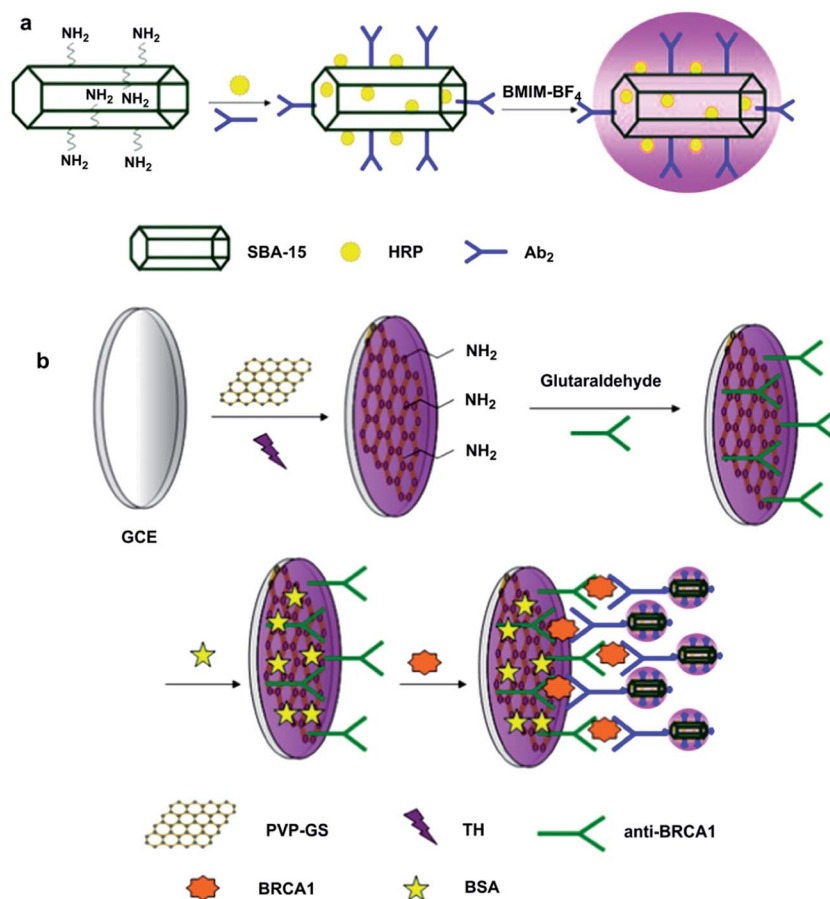 a
NH2
NH2
NH2
NH2
NH2
NH2
BMIM-BF4
SBA-15
HRP
Ab2
b
GCE
NH2
NH2
NH2
Glutaraldehyde
PVP-GS
TH
anti-BRCA1
BRCA1
BSA